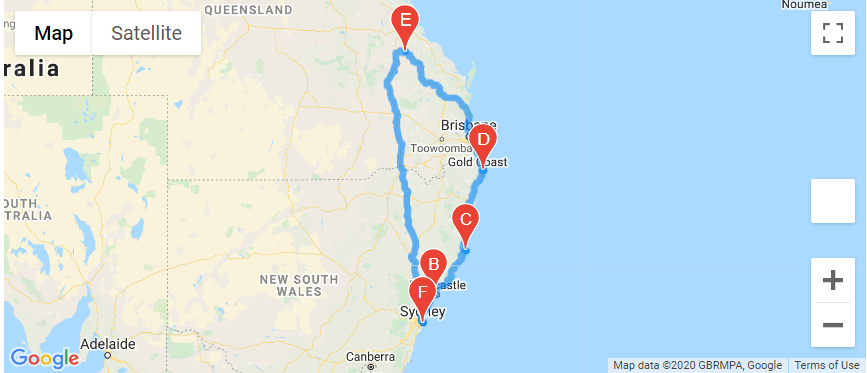 QUEENSLAND
Noumea
Map
Satellite
ralia
E
Brisbane
D
Toowoomba
Gold Coast
OUTH
TRALIA
C
B
NEW SOUTH
WALES
castle
F
Sydney
Adelaide
Canberra
Google
Map data ©2020 GBRMPA, Google
Terms of Use